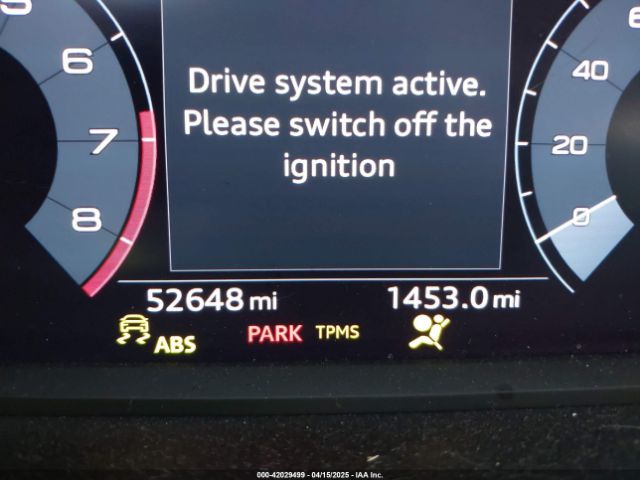 5
6
7
8
Drive system active.
Please switch off the
ignition
40
20
0
52648 mi
1453.0 mi
ABS
PARK
TPMS
000-42029499 - 04/15/2025 - IAA Inc.